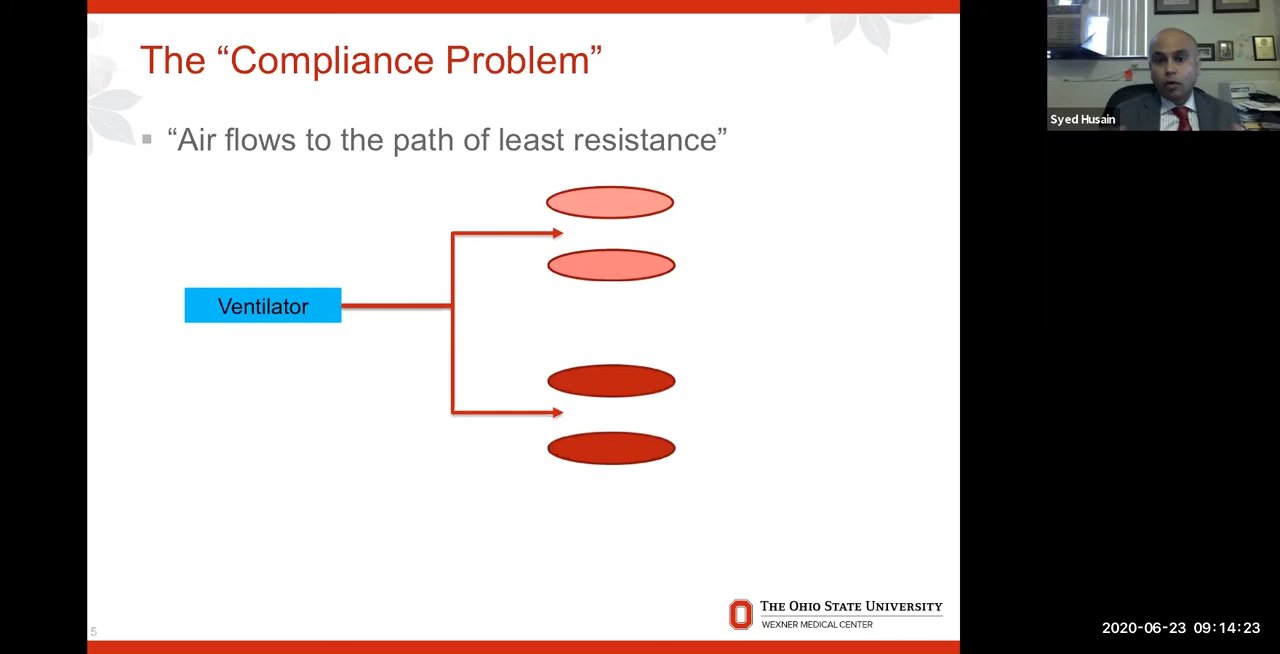 The “Compliance Problem”
“Air flows to the path of least resistance”
Ventilator
5
THE OHIO STATE UNIVERSITY
WEXNER MEDICAL CENTER
Syed Husain
2020-06-23 09:14:23